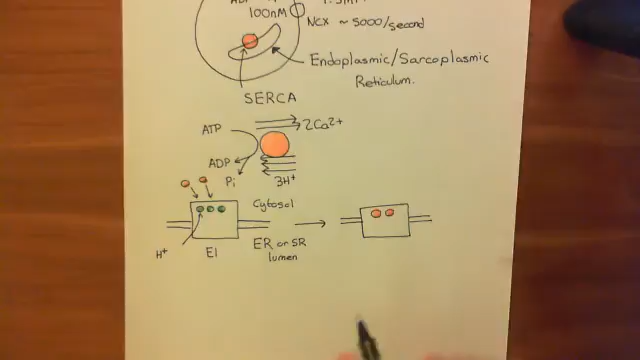 100nM
NCX ~ 5000/second
Endoplasmic/Sarcoplasmic
Reticulum.
SERCA
ATP
2Ca2+
ADP
Pi
3H+
Cytosol
H+
E1
ER or SR
lumen